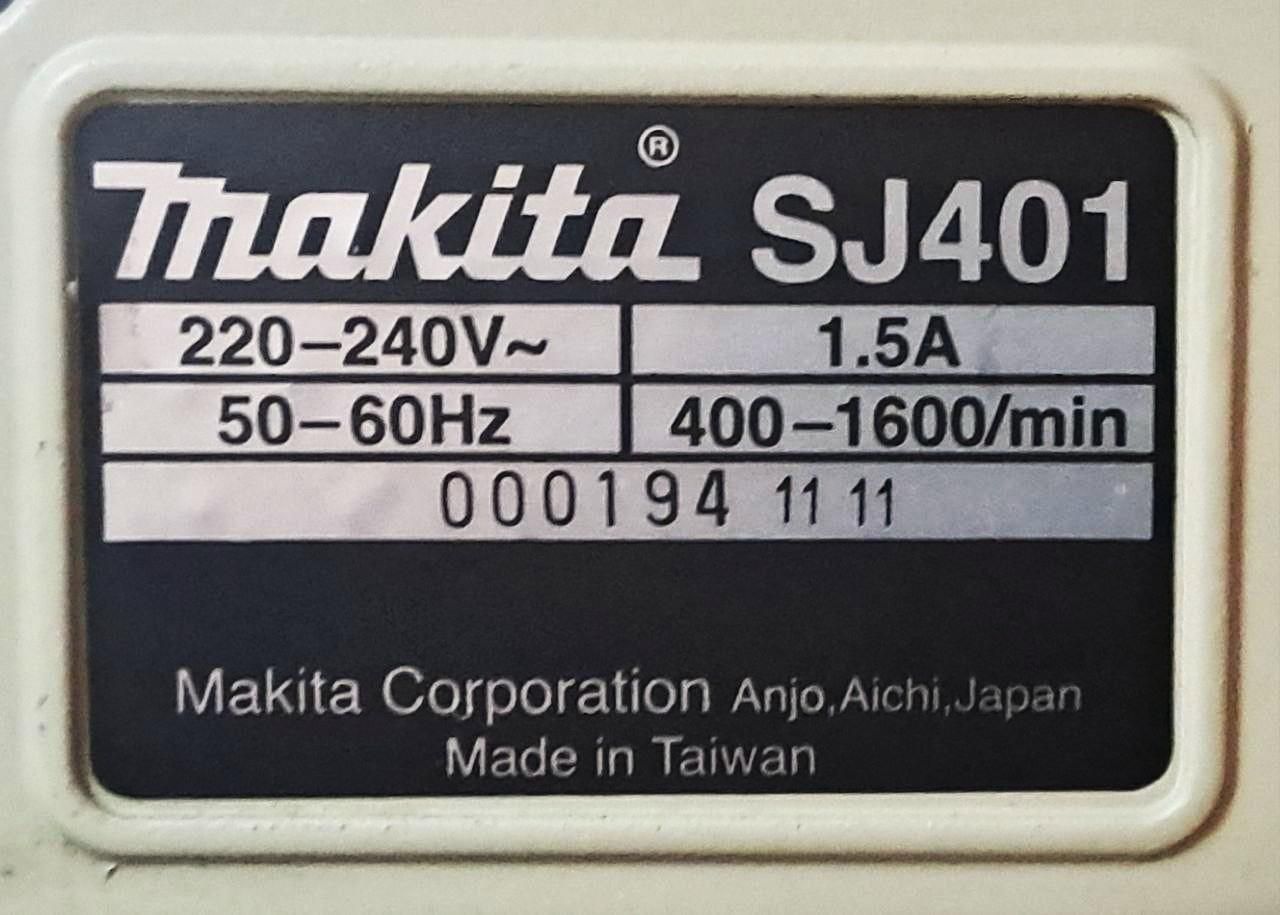 makita® SJ401
220–240V~ 1.5A
50–60Hz 400–1600/min
000194 11 11
Makita Corporation Anjo,Aichi,Japan
Made in Taiwan